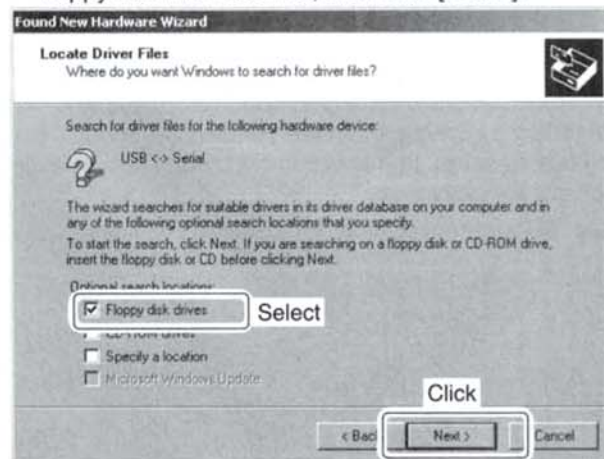 Found New Hardware Wizard
Locate Driver Files
Where do you want Windows to search for driver files?
Search for driver files for the following hardware device:
USB <-> Serial
The wizard searches for suitable drivers in its driver database on your computer and in
any of the following optional search locations that you specify.
To start the search, click Next. If you are searching on a floppy disk or CD-ROM drive,
insert the floppy disk or CD before clicking Next.
Optional search locations:
Floppy disk drives
Select
CD-ROM drives
Specify a location
Microsoft Windows Update
Click
< Back
Next >
Cancel